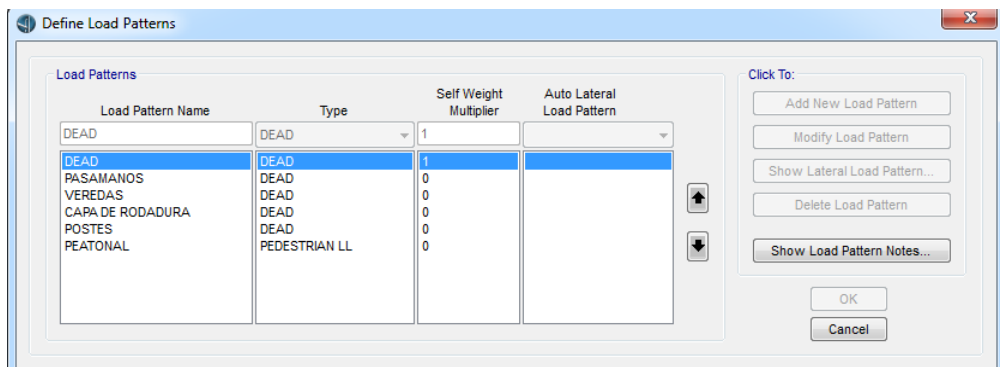 Define Load Patterns
Load Patterns
Load Pattern Name Type Self Weight Multiplier Auto Lateral Load Pattern
DEAD DEAD 1
DEAD DEAD 1
PASAMANOS DEAD 0
VEREDAS DEAD 0
CAPA DE RODADURA DEAD 0
POSTES DEAD 0
PEATONAL PEDESTRIAN LL 0
Click To:
Add New Load Pattern
Modify Load Pattern
Show Lateral Load Pattern...
Delete Load Pattern
Show Load Pattern Notes...
OK
Cancel